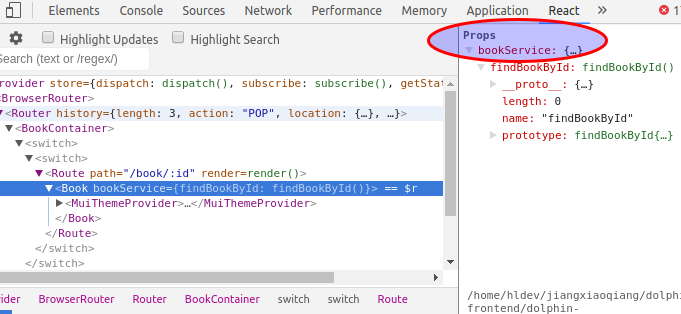 Elements Console Sources Network Performance Memory Application React » 1
Highlight Updates Highlight Search
Search (text or /regex/)
rovider store={dispatch: dispatch(), subscribe: subscribe(), getStat
<BrowserRouter>
<Router history={length: 3, action: "POP", location: {…}, …}>
<BookContainer>
<switch>
<switch>
<Route path="/book/:id" render=render()>
<Book bookService={findBookById: findBookById()}> == $r
<MuiThemeProvider>…</MuiThemeProvider>
</Book>
</Route>
</switch>
</switch>
vider BrowserRouter Router BookContainer switch switch Route
Props
bookService: {…}
findBookById: findBookById()
__proto__: {…}
length: 0
name: "findBookById"
prototype: findBookById{…}
/home/hldev/jiangxiaoqiang/dolph
frontend/dolphin-